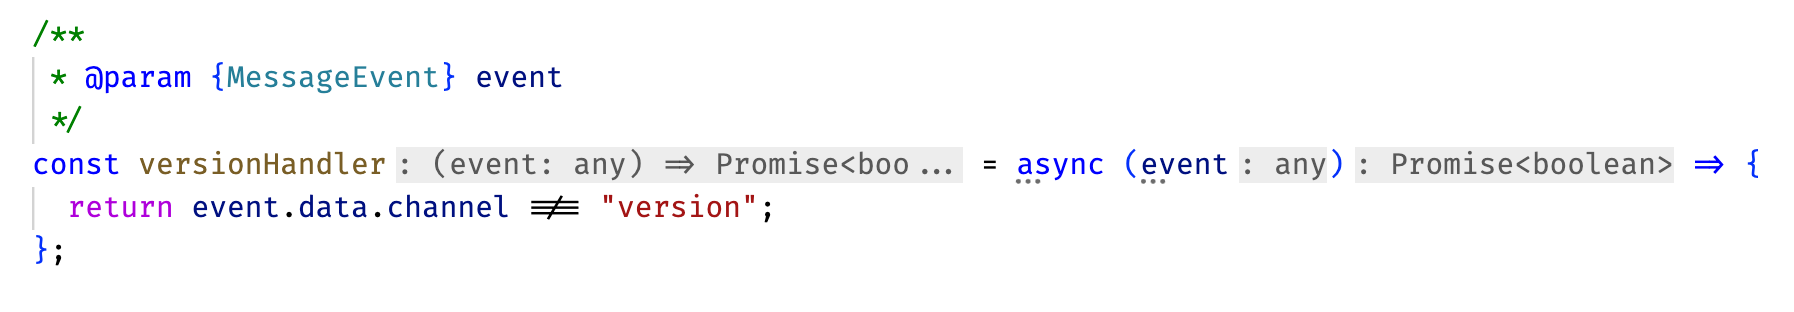 /**
 * @param {MessageEvent} event
 */
const versionHandler: (event: any) => Promise<boo... = async (event: any): Promise<boolean> => {
  return event.data.channel !== "version";
};